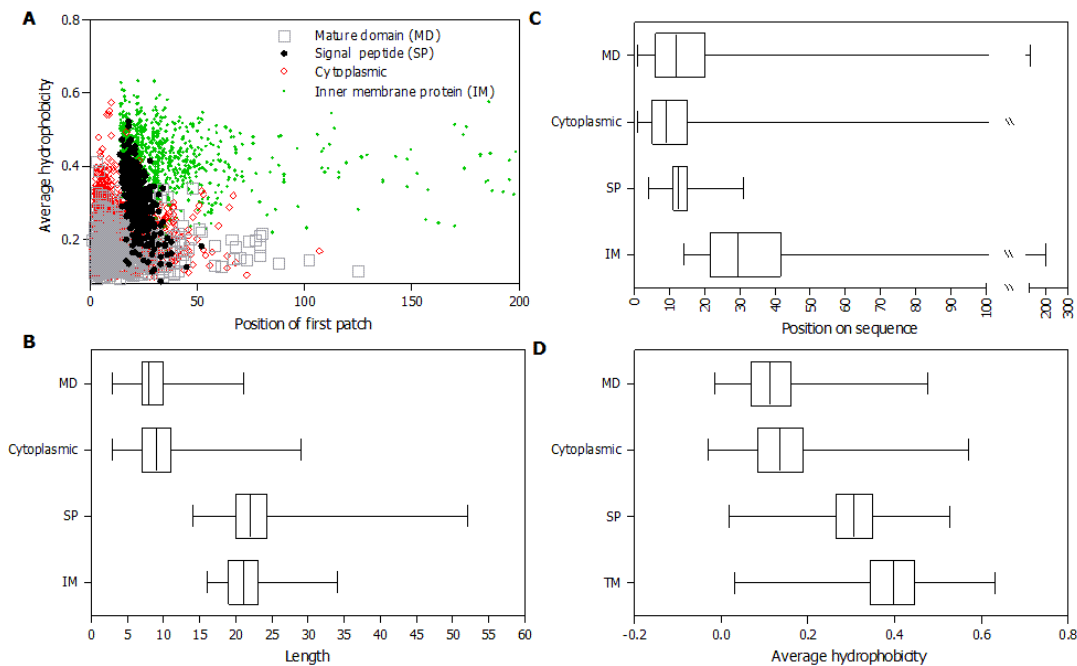 A
0.8
0.6
0.4
0.2
Average hydrophobicity
Mature domain (MD)
Signal peptide (SP)
Cytoplasmic
Inner membrane protein (IM)
0 50 100 150 200
Position of first patch
C
MD
Cytoplasmic
SP
IM
0 10 20 30 40 50 60 70 80 90 100 200 300
Position on sequence
B
MD
Cytoplasmic
SP
IM
0 5 10 15 20 25 30 35 40 45 50 55 60
Length
D
MD
Cytoplasmic
SP
TM
-0.2 0.0 0.2 0.4 0.6 0.8
Average hydrophobicity